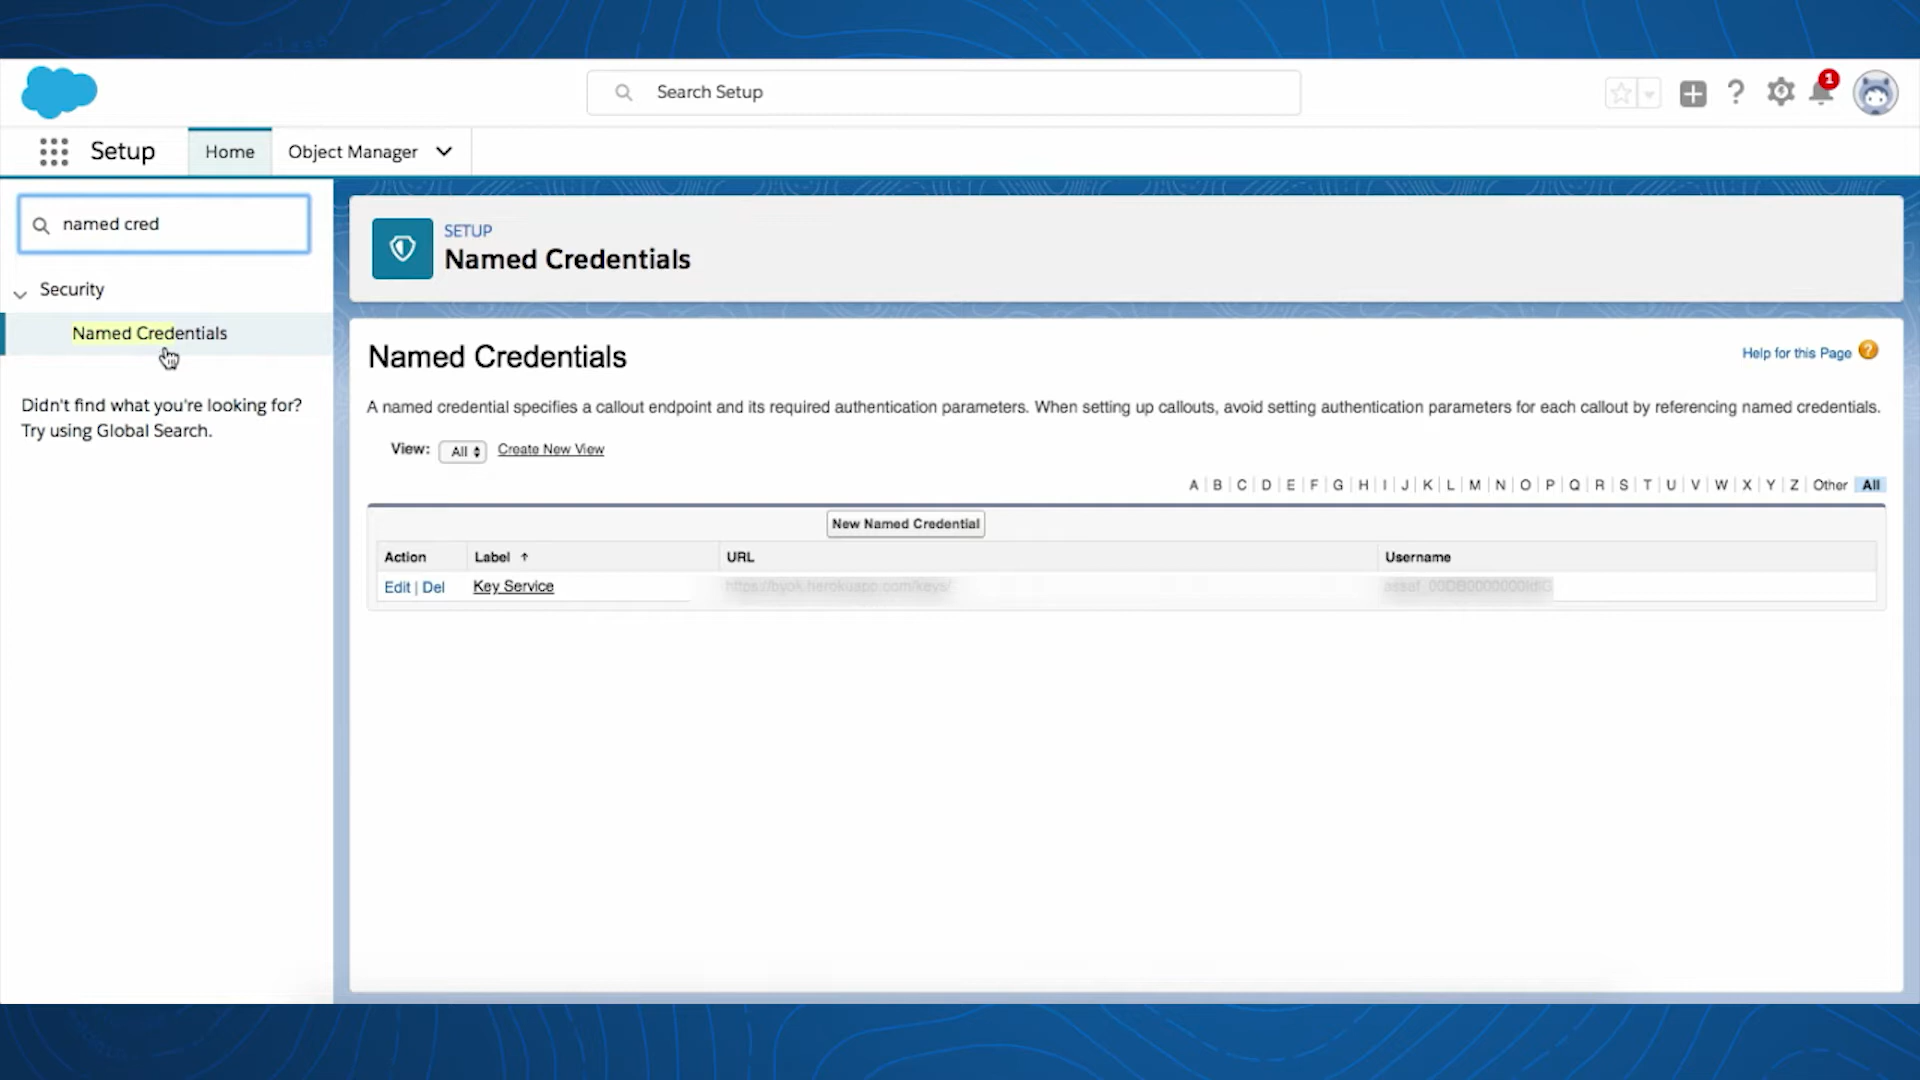 Search Setup
1
Setup
Home
Object Manager
named cred
Security
Named Credentials
Didn't find what you're looking for?
Try using Global Search.
SETUP
Named Credentials
Named Credentials
Help for this Page ?
A named credential specifies a callout endpoint and its required authentication parameters. When setting up callouts, avoid setting authentication parameters for each callout by referencing named credentials.
View: All Create New View
A | B | C | D | E | F | G | H | I | J | K | L | M | N | O | P | Q | R | S | T | U | V | W | X | Y | Z | Other All
New Named Credential
Action Label ↑ URL Username
Edit | Del Key Service